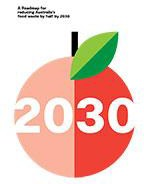 A Roadmap for
reducing Australia's
food waste by half by 2030
2030